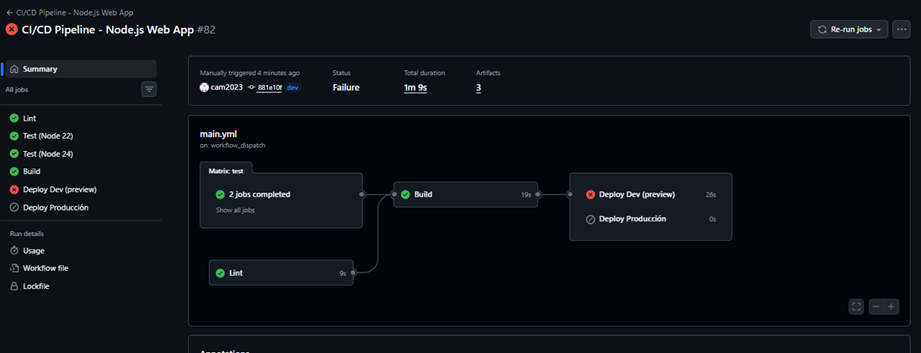 CI/CD Pipeline - Node.js Web App
CI/CD Pipeline - Node.js Web App #82
Re-run jobs
Summary
All jobs
Lint
Test (Node 22)
Test (Node 24)
Build
Deploy Dev (preview)
Deploy Producción
Run details
Usage
Workflow file
Lockfile
Manually triggered 4 minutes ago
cam2023 881e10f dev
Status
Failure
Total duration
1m 9s
Artifacts
3
main.yml
on: workflow_dispatch
Matrix: test
2 jobs completed
Show all jobs
Build 19s
Deploy Dev (preview) 26s
Deploy Producción 0s
Lint 9s
Annotations